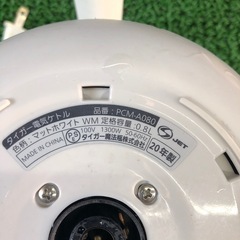 タイガー電気ケトル 品番:PCM-A080
色柄:マットホワイト WM 定格容量 0.8L
MADE IN CHINA PSE 100V 1300W 50-60Hz
タイガー魔法瓶株式会社 20年製
S JET